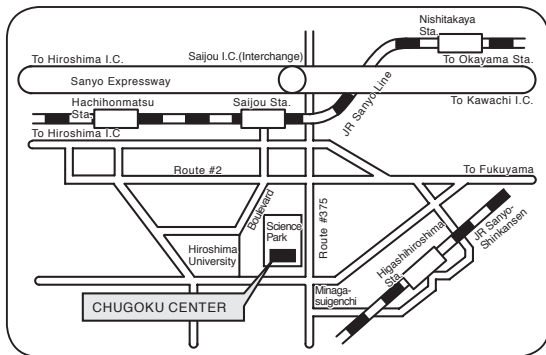 Nishitakaya
Sta.
To Hiroshima I.C.
Saijou I.C.(Interchange)
To Okayama Sta.
Sanyo Expressway
To Kawachi I.C.
Hachihonmatsu
Sta.
Saijou Sta.
JR Sanyo Line
To Hiroshima I.C
Route #2
To Fukuyama
Boulevard
Science
Park
Route #375
Hiroshima
University
Higashihiroshima
Sta.
JR Sanyo-
Shinkansen
Minaga-
suigenchi
CHUGOKU CENTER